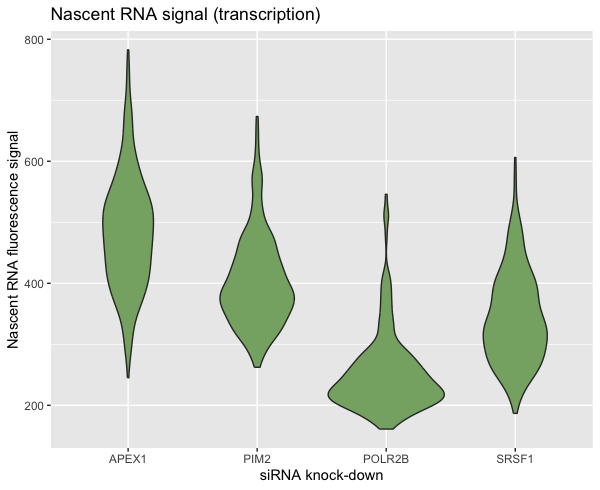 Nascent RNA signal (transcription)
Nascent RNA fluorescence signal
800
600
400
200
APEX1 PIM2 POLR2B SRSF1
siRNA knock-down